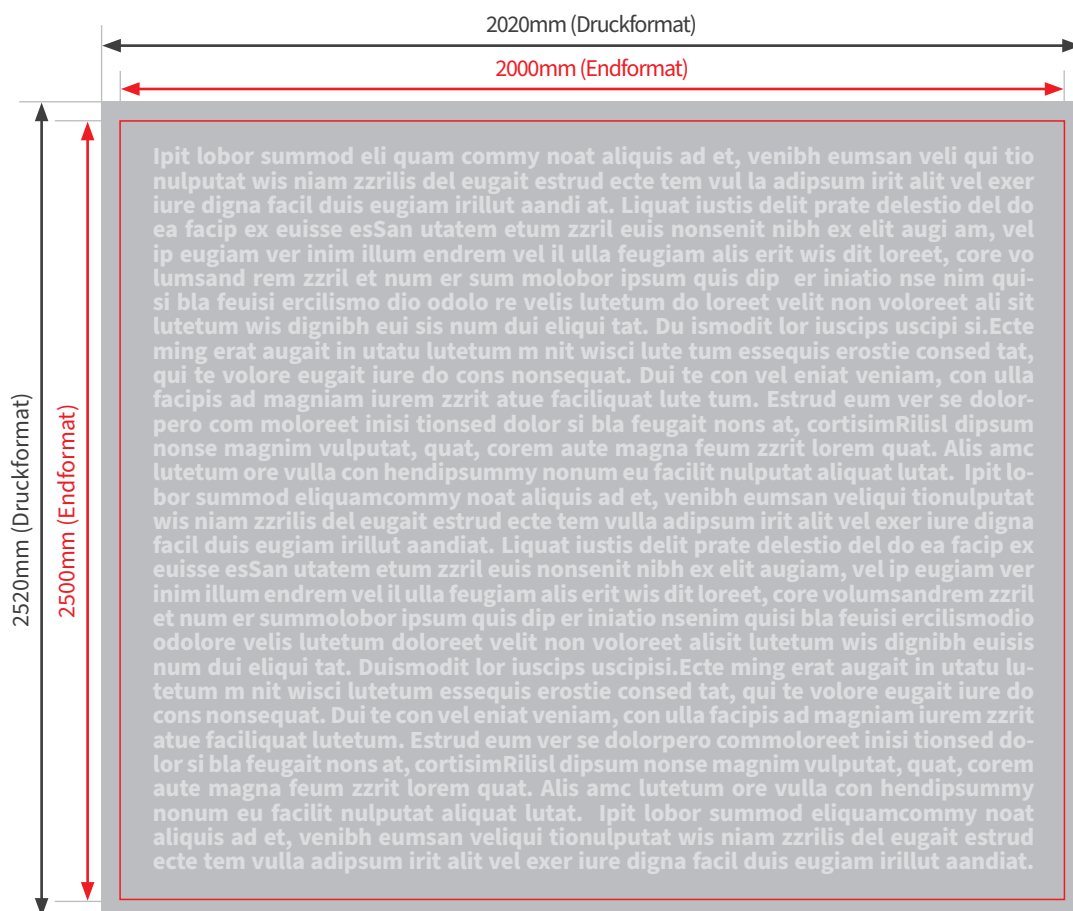 2020mm (Druckformat)
2000mm (Endformat)
2520mm (Druckformat)
2500mm (Endformat)
Ipit lobor summod eli quam commy noat aliquis ad et, venibh eumsan veli qui tio
nulputat wis niam zzrilis del eugait estrud ecte tem vul la adipsum irit alit vel exer
iure digna facil duis eugiam irillut aandi at. Liquat iustis delit prate delestio del do
ea facip ex euisse esSan utatem etum zzril euis nonsenit nibh ex elit augi am, vel
ip eugiam ver inim illum endrem vel il ulla feugiam alis erit wis dit loreet, core vo
lumsand rem zzril et num er sum molobor ipsum quis dip  er iniatio nse nim qui-
si bla feuisi ercilismo dio odolo re velis lutetum do loreet velit non voloreet ali sit
lutetum wis dignibh eui sis num dui eliqui tat. Du ismodit lor iuscips uscipi si.Ecte
ming erat augait in utatu lutetum m nit wisci lute tum essequis erostie consed tat,
qui te volore eugait iure do cons nonsequat. Dui te con vel eniat veniam, con ulla
facipis ad magniam iurem zzrit atue faciliquat lute tum. Estrud eum ver se dolor-
pero com moloreet inisi tionsed dolor si bla feugait nons at, cortisimRilisl dipsum
nonse magnim vulputat, quat, corem aute magna feum zzrit lorem quat. Alis amc
lutetum ore vulla con hendipsummy nonum eu facilit nulputat aliquat lutat.  Ipit lo-
bor summod eliquamcommy noat aliquis ad et, venibh eumsan veliqui tionulputat
wis niam zzrilis del eugait estrud ecte tem vulla adipsum irit alit vel exer iure digna
facil duis eugiam irillut aandiat. Liquat iustis delit prate delestio del do ea facip ex
euisse esSan utatem etum zzril euis nonsenit nibh ex elit augiam, vel ip eugiam ver
inim illum endrem vel il ulla feugiam alis erit wis dit loreet, core volumsandrem zzril
et num er summolobor ipsum quis dip er iniatio nsenim quisi bla feuisi ercilismodio
odolore velis lutetum doloreet velit non voloreet alisit lutetum wis dignibh euisis
num dui eliqui tat. Duismodit lor iuscips uscipisi.Ecte ming erat augait in utatu lu-
tetum m nit wisci lutetum essequis erostie consed tat, qui te volore eugait iure do
cons nonsequat. Dui te con vel eniat veniam, con ulla facipis ad magniam iurem zzrit
atue faciliquat lutetum. Estrud eum ver se dolorpero commoloreet inisi tionsed do-
lor si bla feugait nons at, cortisimRilisl dipsum nonse magnim vulputat, quat, corem
aute magna feum zzrit lorem quat. Alis amc lutetum ore vulla con hendipsummy
nonum eu facilit nulputat aliquat lutat.  Ipit lobor summod eliquamcommy noat
aliquis ad et, venibh eumsan veliqui tionulputat wis niam zzrilis del eugait estrud
ecte tem vulla adipsum irit alit vel exer iure digna facil duis eugiam irillut aandiat.